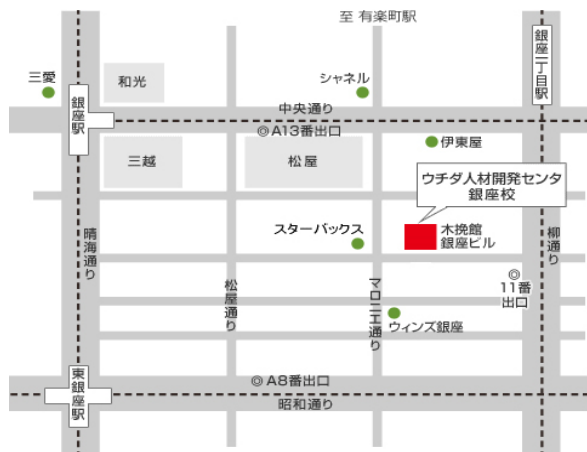 至 有楽町駅
三愛
和光
シャネル
銀座一丁目駅
銀座駅
中央通り
◎A13番出口
三越
松屋
伊東屋
ウチダ人材開発センタ
銀座校
木挽館
銀座ビル
スターバックス
晴海通り
松屋通り
マロニエ通り
柳通り
◎
11番
出口
ウィンズ銀座
東銀座駅
◎A8番出口
昭和通り